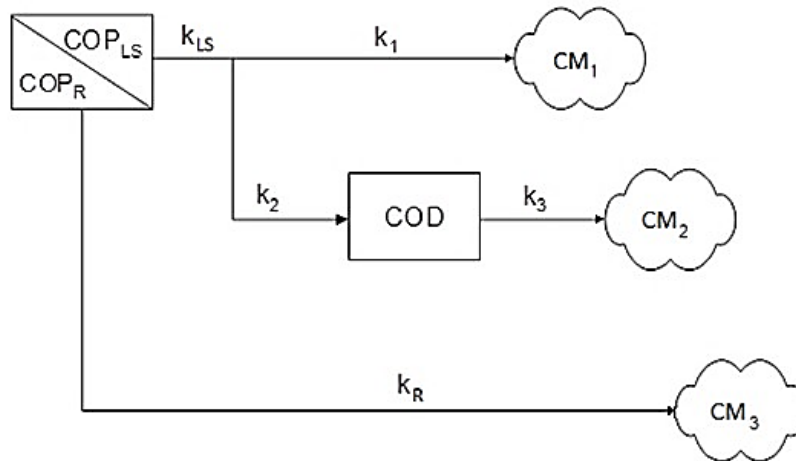 COP_LS
COP_R
k_LS
k_1
CM_1
k_2
COD
k_3
CM_2
k_R
CM_3